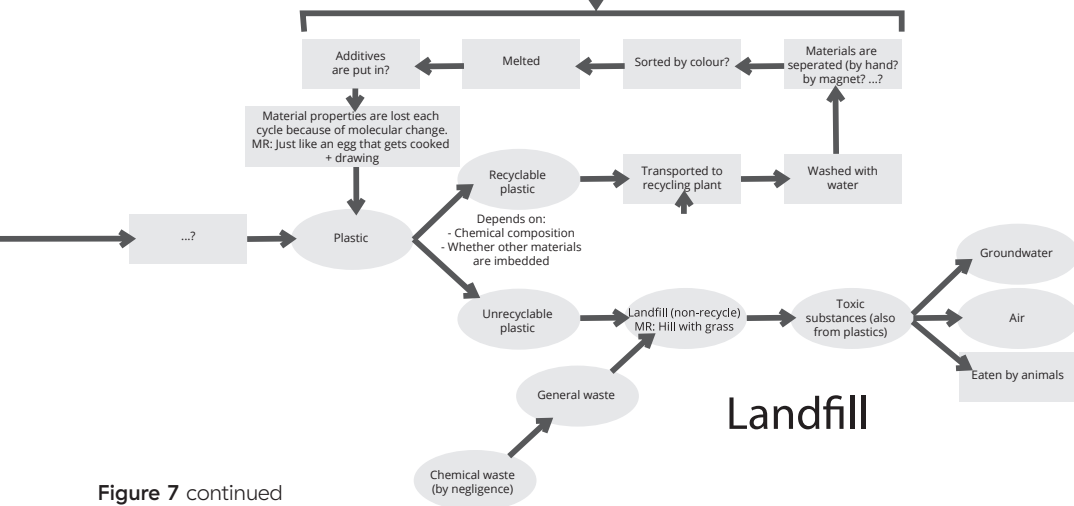 Additives
are put in?
Melted
Sorted by colour?
Materials are
seperated (by hand?
by magnet? ...?
Material properties are lost each
cycle because of molecular change.
MR: Just like an egg that gets cooked
+ drawing
Recyclable
plastic
Transported to
recycling plant
Washed with
water
...?
Plastic
Depends on:
- Chemical composition
- Whether other materials
are imbedded
Unrecyclable
plastic
Landfill (non-recycle)
MR: Hill with grass
Toxic
substances (also
from plastics)
Groundwater
Air
Eaten by animals
General waste
Landfill
Chemical waste
(by negligence)
Figure 7 continued